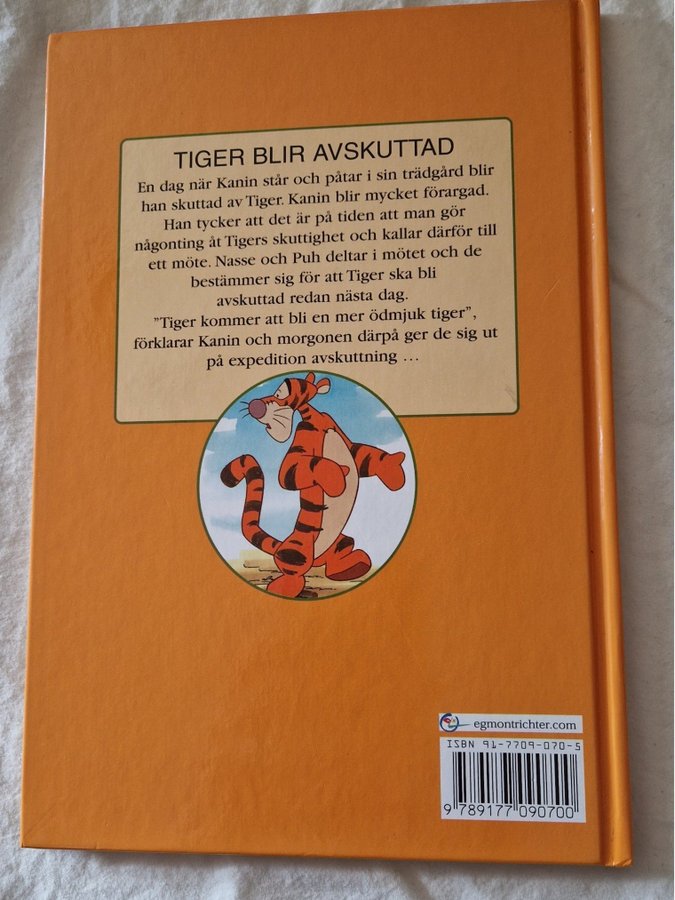 TIGER BLIR AVSKUTTAD
En dag när Kanin står och påtar i sin trädgård blir
han skuttad av Tiger. Kanin blir mycket förargad.
Han tycker att det är på tiden att man gör
någonting åt Tigers skuttighet och kallar därför till
ett möte. Nasse och Puh deltar i mötet och de
bestämmer sig för att Tiger ska bli
avskuttad redan nästa dag.
"Tiger kommer att bli en mer ödmjuk tiger",
förklarar Kanin och morgonen därpå ger de sig ut
på expedition avskuttning …
egmontrichter.com
ISBN 91-7709-070-5
9 789177 090700